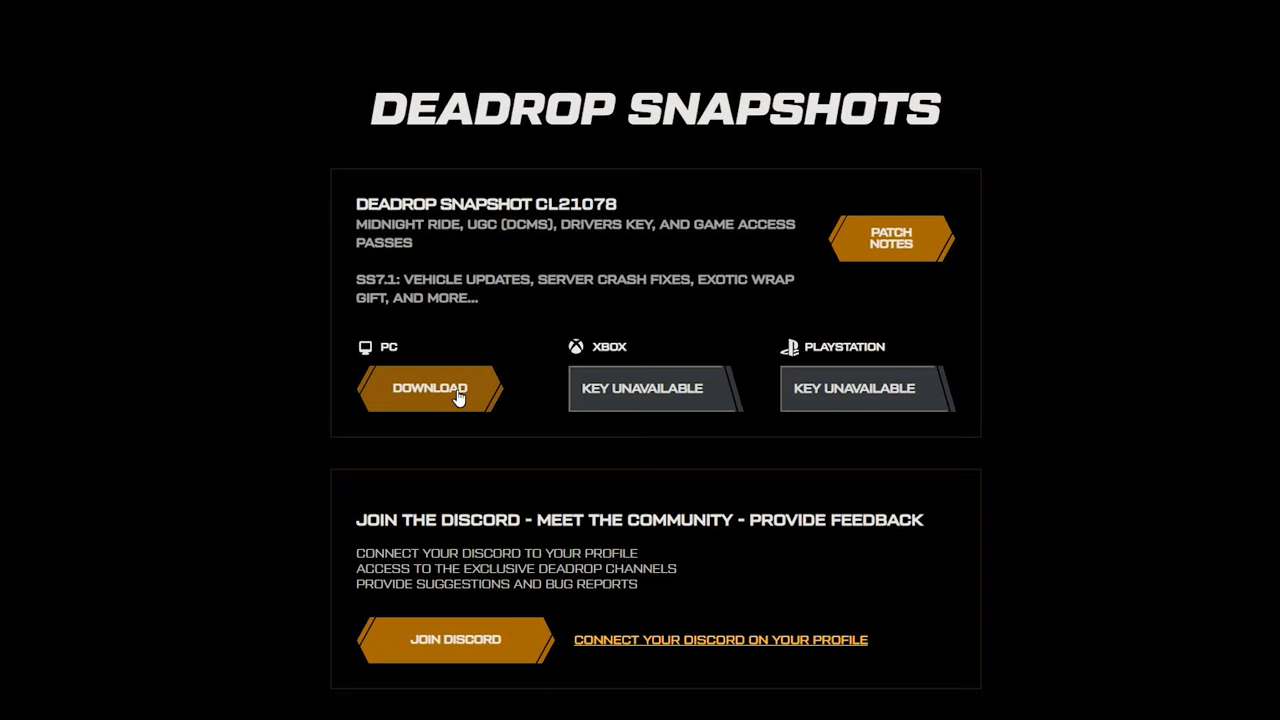 DEADROP SNAPSHOTS
DEADROP SNAPSHOT CL21078
MIDNIGHT RIDE, UGC (DCMS), DRIVERS KEY, AND GAME ACCESS
PASSES
SS7.1: VEHICLE UPDATES, SERVER CRASH FIXES, EXOTIC WRAP
GIFT, AND MORE...
PATCH
NOTES
PC
DOWNLOAD
XBOX
KEY UNAVAILABLE
PLAYSTATION
KEY UNAVAILABLE
JOIN THE DISCORD - MEET THE COMMUNITY - PROVIDE FEEDBACK
CONNECT YOUR DISCORD TO YOUR PROFILE
ACCESS TO THE EXCLUSIVE DEADROP CHANNELS
PROVIDE SUGGESTIONS AND BUG REPORTS
JOIN DISCORD
CONNECT YOUR DISCORD ON YOUR PROFILE